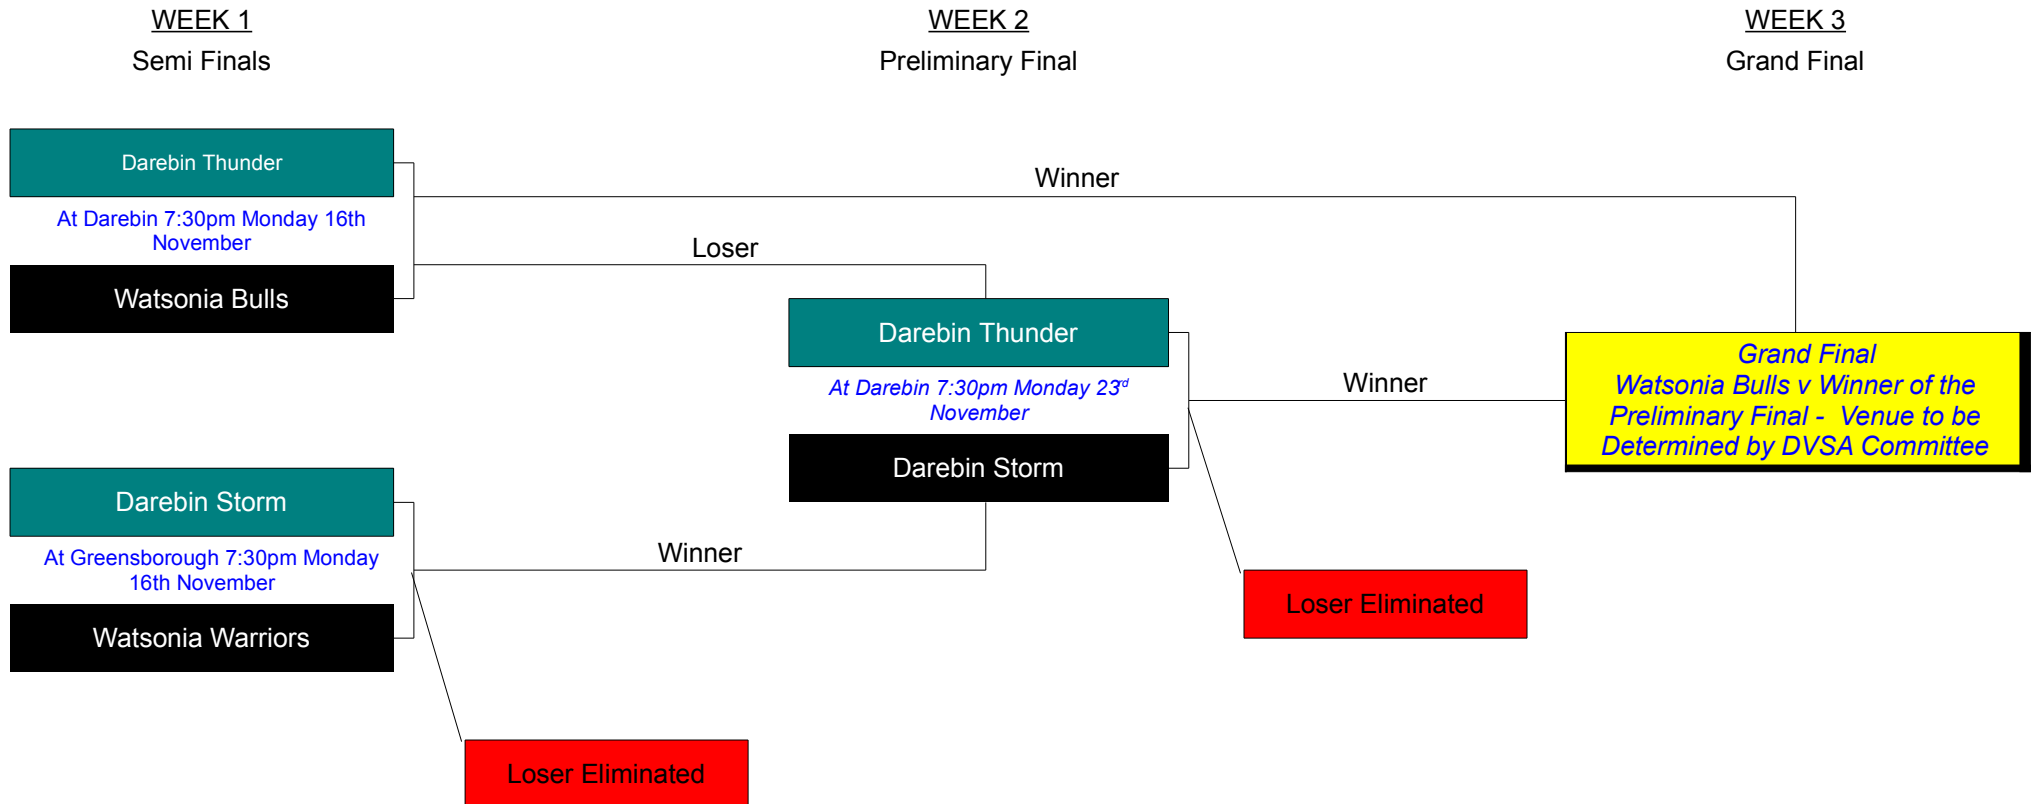 WEEK 1
Semi Finals
WEEK 2
Preliminary Final
WEEK 3
Grand Final
Darebin Thunder
At Darebin 7:30pm Monday 16th
November
Watsonia Bulls
Winner
Loser
Darebin Thunder
At Darebin 7:30pm Monday 23rd
November
Darebin Storm
Winner
Grand Final
Watsonia Bulls v Winner of the
Preliminary Final - Venue to be
Determined by DVSA Committee
Darebin Storm
At Greensborough 7:30pm Monday
16th November
Watsonia Warriors
Winner
Loser Eliminated
Loser Eliminated